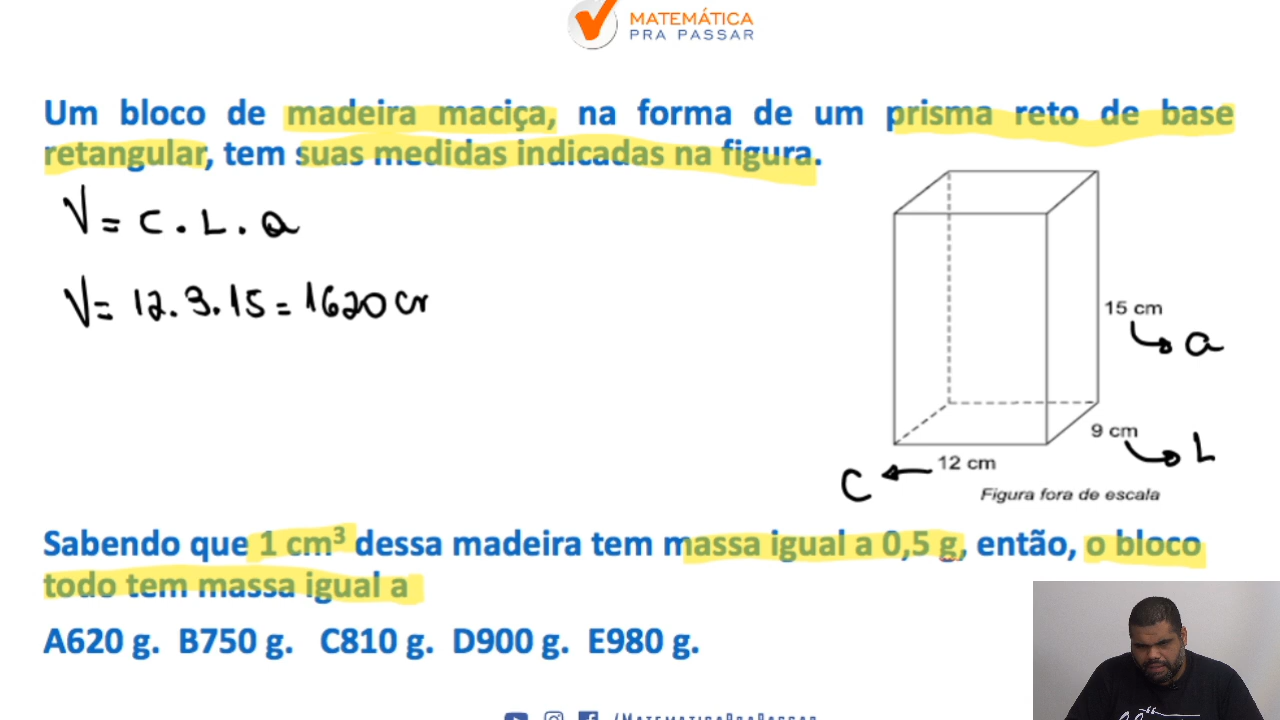 MATEMÁTICA
PRA PASSAR
Um bloco de madeira maciça, na forma de um prisma reto de base
retangular, tem suas medidas indicadas na figura.
V = C . L . a
V = 12 . 9 . 15 = 1620 cm
15 cm
a
9 cm
L
12 cm
C
Figura fora de escala
Sabendo que 1 cm³ dessa madeira tem massa igual a 0,5 g, então, o bloco
todo tem massa igual a
A620 g. B750 g. C810 g. D900 g. E980 g.
/MATEMATICAPRAPASSAR